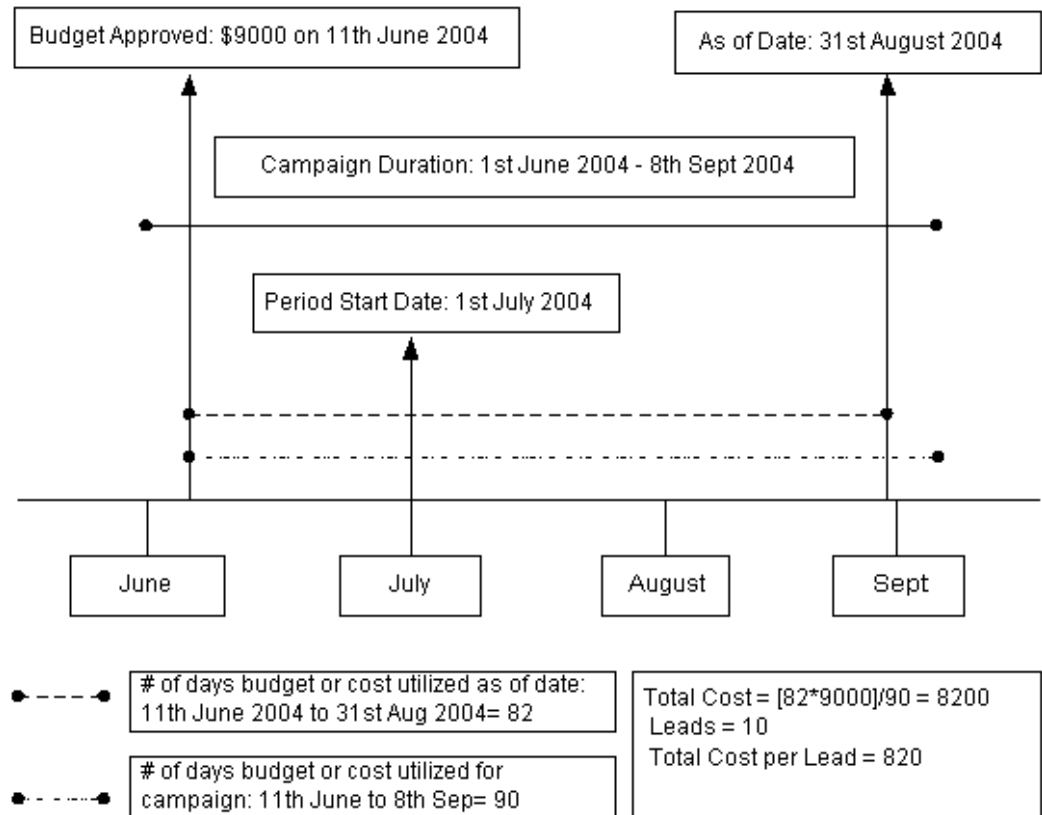 Budget Approved: $9000 on 11th June 2004
As of Date: 31st August 2004
Campaign Duration: 1st June 2004 - 8th Sept 2004
Period Start Date: 1st July 2004
June
July
August
Sept
# of days budget or cost utilized as of date:
11th June 2004 to 31st Aug 2004= 82
# of days budget or cost utilized for
campaign: 11th June to 8th Sep= 90
Total Cost = [82*9000]/90 = 8200
Leads = 10
Total Cost per Lead = 820